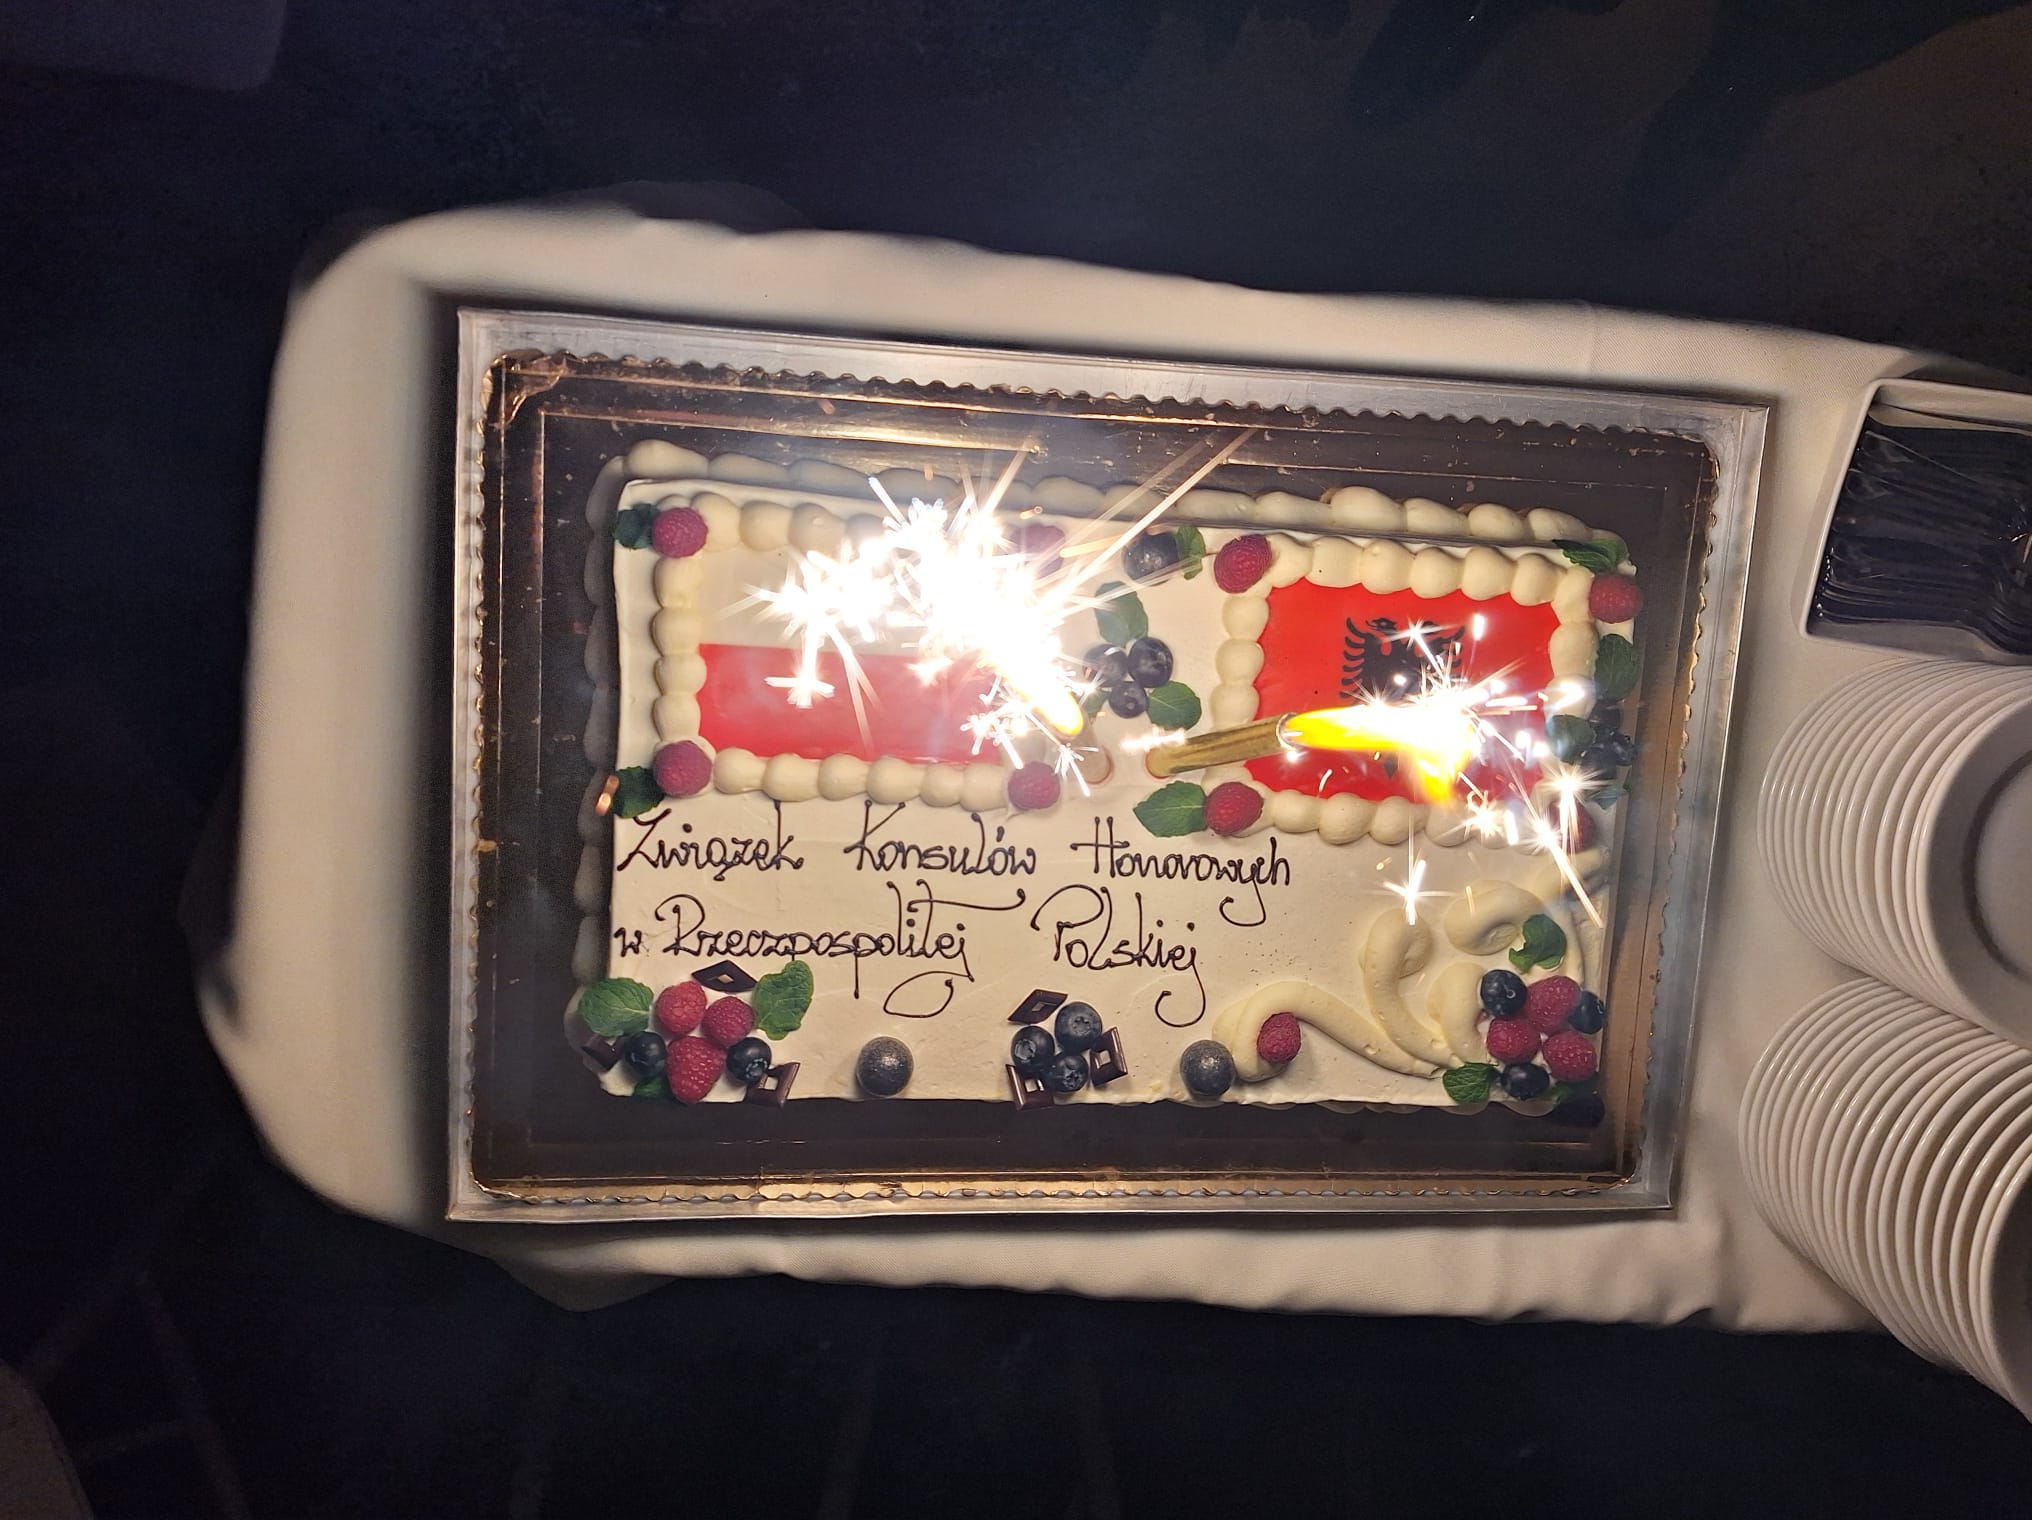 Związek Konsulów Honorowych
w Rzeczpospolitej Polskiej